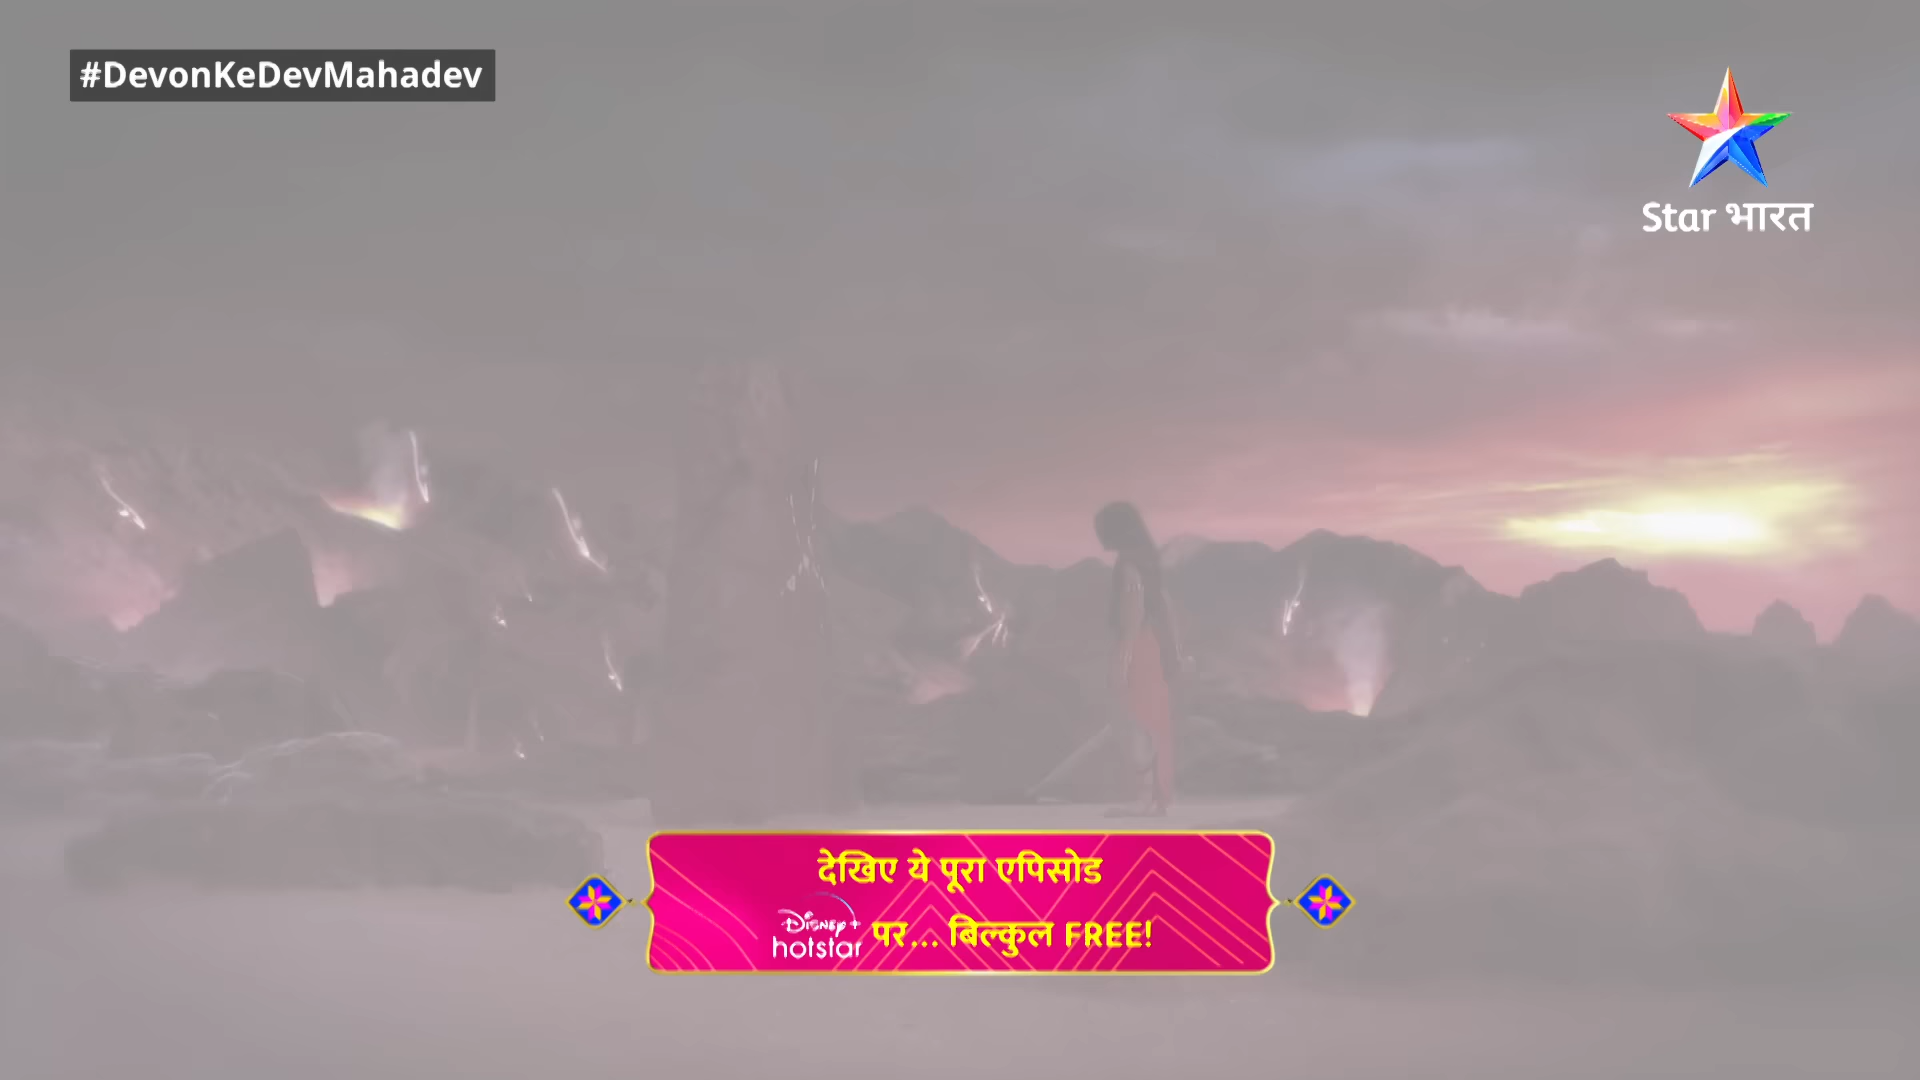 #DevonKeDevMahadev
Star भारत
देखिए ये पूरा एपिसोड
Disney+ hotstar पर... बिल्कुल FREE!